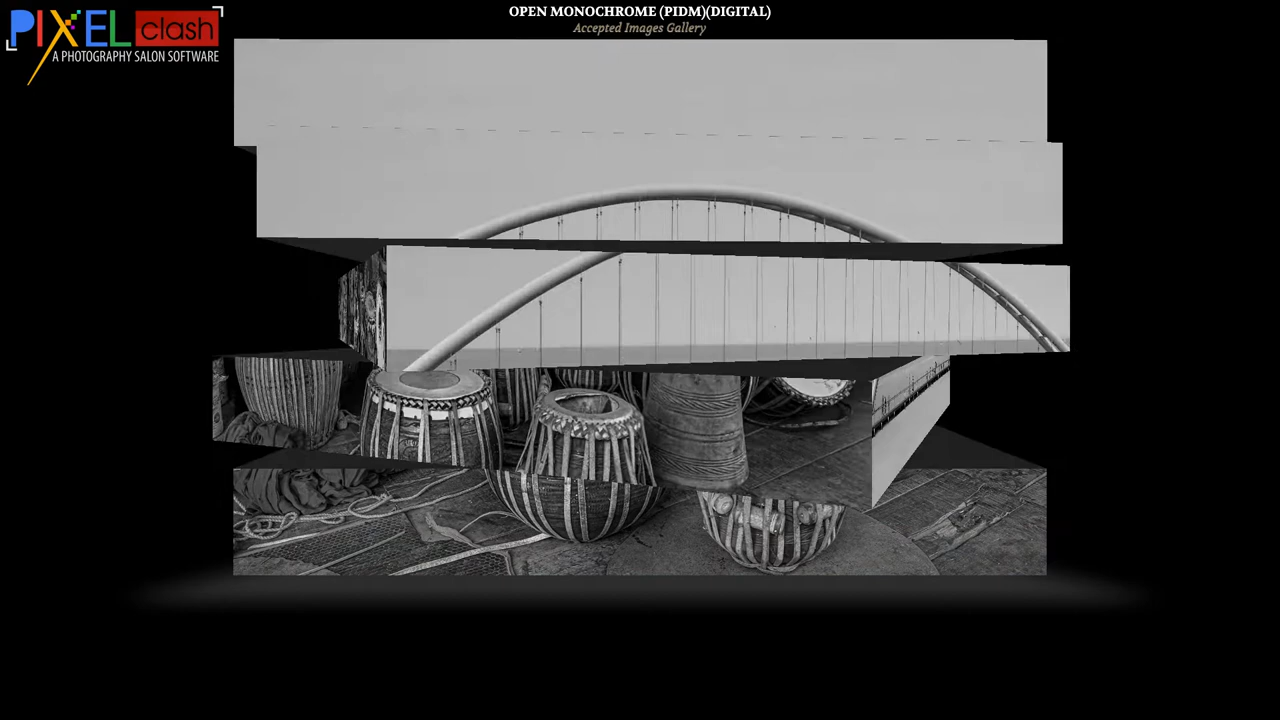 PIXEL clash
A PHOTOGRAPHY SALON SOFTWARE
OPEN MONOCHROME (PIDM)(DIGITAL)
Accepted Images Gallery